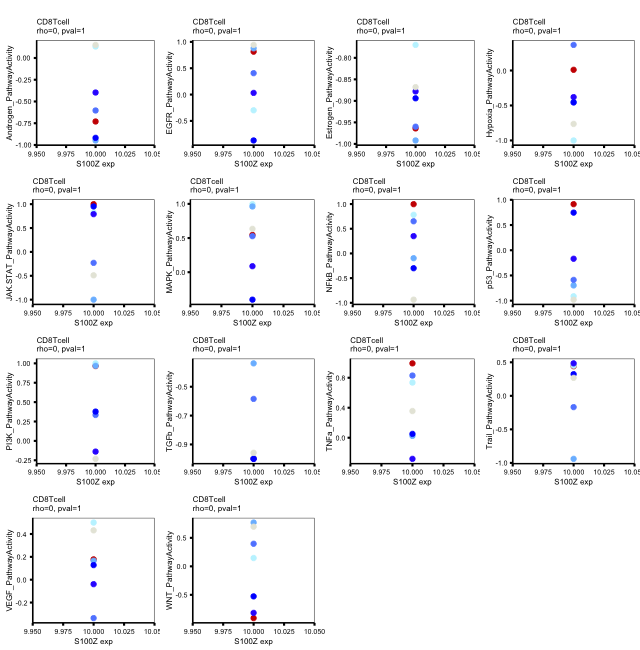 CD8Tcell
rho=0, pval=1
Androgen_PathwayActivity
0.00
-0.25
-0.50
-0.75
-1.00
9.950 9.975 10.000 10.025 10.05
S100Z exp
CD8Tcell
rho=0, pval=1
EGFR_PathwayActivity
1.0
0.5
0.0
-0.5
9.950 9.975 10.000 10.025 10.05
S100Z exp
CD8Tcell
rho=0, pval=1
Estrogen_PathwayActivity
-0.80
-0.85
-0.90
-0.95
-1.00
9.950 9.975 10.000 10.025 10.05
S100Z exp
CD8Tcell
rho=0, pval=1
Hypoxia_PathwayActivity
0.0
-0.5
-1.0
9.950 9.975 10.000 10.025 10.05
S100Z exp
CD8Tcell
rho=0, pval=1
JAK.STAT_PathwayActivity
1.0
0.5
0.0
-0.5
-1.0
9.950 9.975 10.000 10.025 10.05
S100Z exp
CD8Tcell
rho=0, pval=1
MAPK_PathwayActivity
1.0
0.5
0.0
9.950 9.975 10.000 10.025 10.05
S100Z exp
CD8Tcell
rho=0, pval=1
NFkB_PathwayActivity
1.0
0.5
0.0
-0.5
-1.0
9.950 9.975 10.000 10.025 10.05
S100Z exp
CD8Tcell
rho=0, pval=1
p53_PathwayActivity
1.0
0.5
0.0
-0.5
-1.0
9.950 9.975 10.000 10.025 10.05
S100Z exp
CD8Tcell
rho=0, pval=1
PI3K_PathwayActivity
1.00
0.75
0.50
0.25
0.00
-0.25
9.950 9.975 10.000 10.025 10.05
S100Z exp
CD8Tcell
rho=0, pval=1
TGFb_PathwayActivity
-0.5
-0.7
-0.9
9.950 9.975 10.000 10.025 10.05
S100Z exp
CD8Tcell
rho=0, pval=1
TNFa_PathwayActivity
0.8
0.4
0.0
9.950 9.975 10.000 10.025 10.05
S100Z exp
CD8Tcell
rho=0, pval=1
Trail_PathwayActivity
0.5
0.0
-0.5
-1.0
9.950 9.975 10.000 10.025 10.05
S100Z exp
CD8Tcell
rho=0, pval=1
VEGF_PathwayActivity
0.4
0.2
0.0
-0.2
9.950 9.975 10.000 10.025 10.05
S100Z exp
CD8Tcell
rho=0, pval=1
WNT_PathwayActivity
0.5
0.0
-0.5
9.950 9.975 10.000 10.025 10.050
S100Z exp